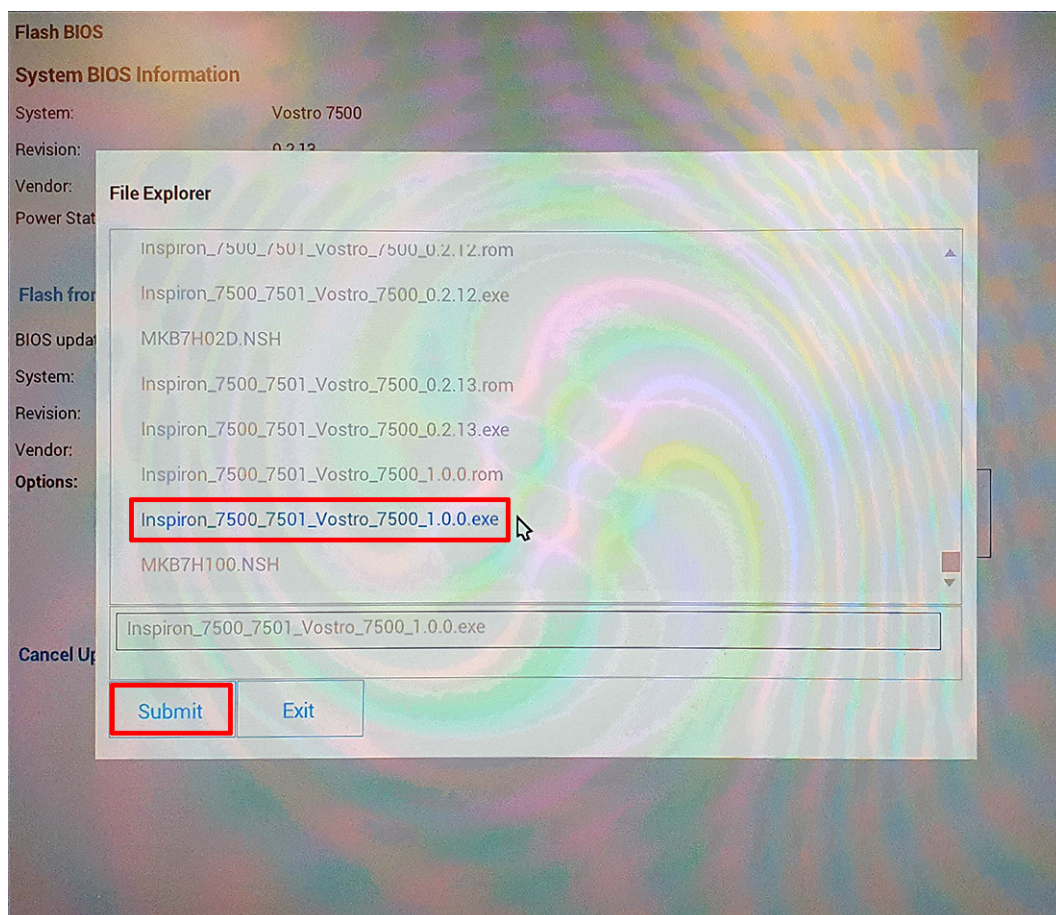 Flash BIOS
System BIOS Information
System: Vostro 7500
Revision: 0.2.13
Vendor:
Power Stat
File Explorer
Inspiron_7500_7501_Vostro_7500_0.2.12.rom
Inspiron_7500_7501_Vostro_7500_0.2.12.exe
Flash from
MKB7H02D.NSH
BIOS updat
System:
Inspiron_7500_7501_Vostro_7500_0.2.13.rom
Revision:
Inspiron_7500_7501_Vostro_7500_0.2.13.exe
Vendor:
Inspiron_7500_7501_Vostro_7500_1.0.0.rom
Options:
Inspiron_7500_7501_Vostro_7500_1.0.0.exe
MKB7H100.NSH
Inspiron_7500_7501_Vostro_7500_1.0.0.exe
Cancel Up
Submit
Exit